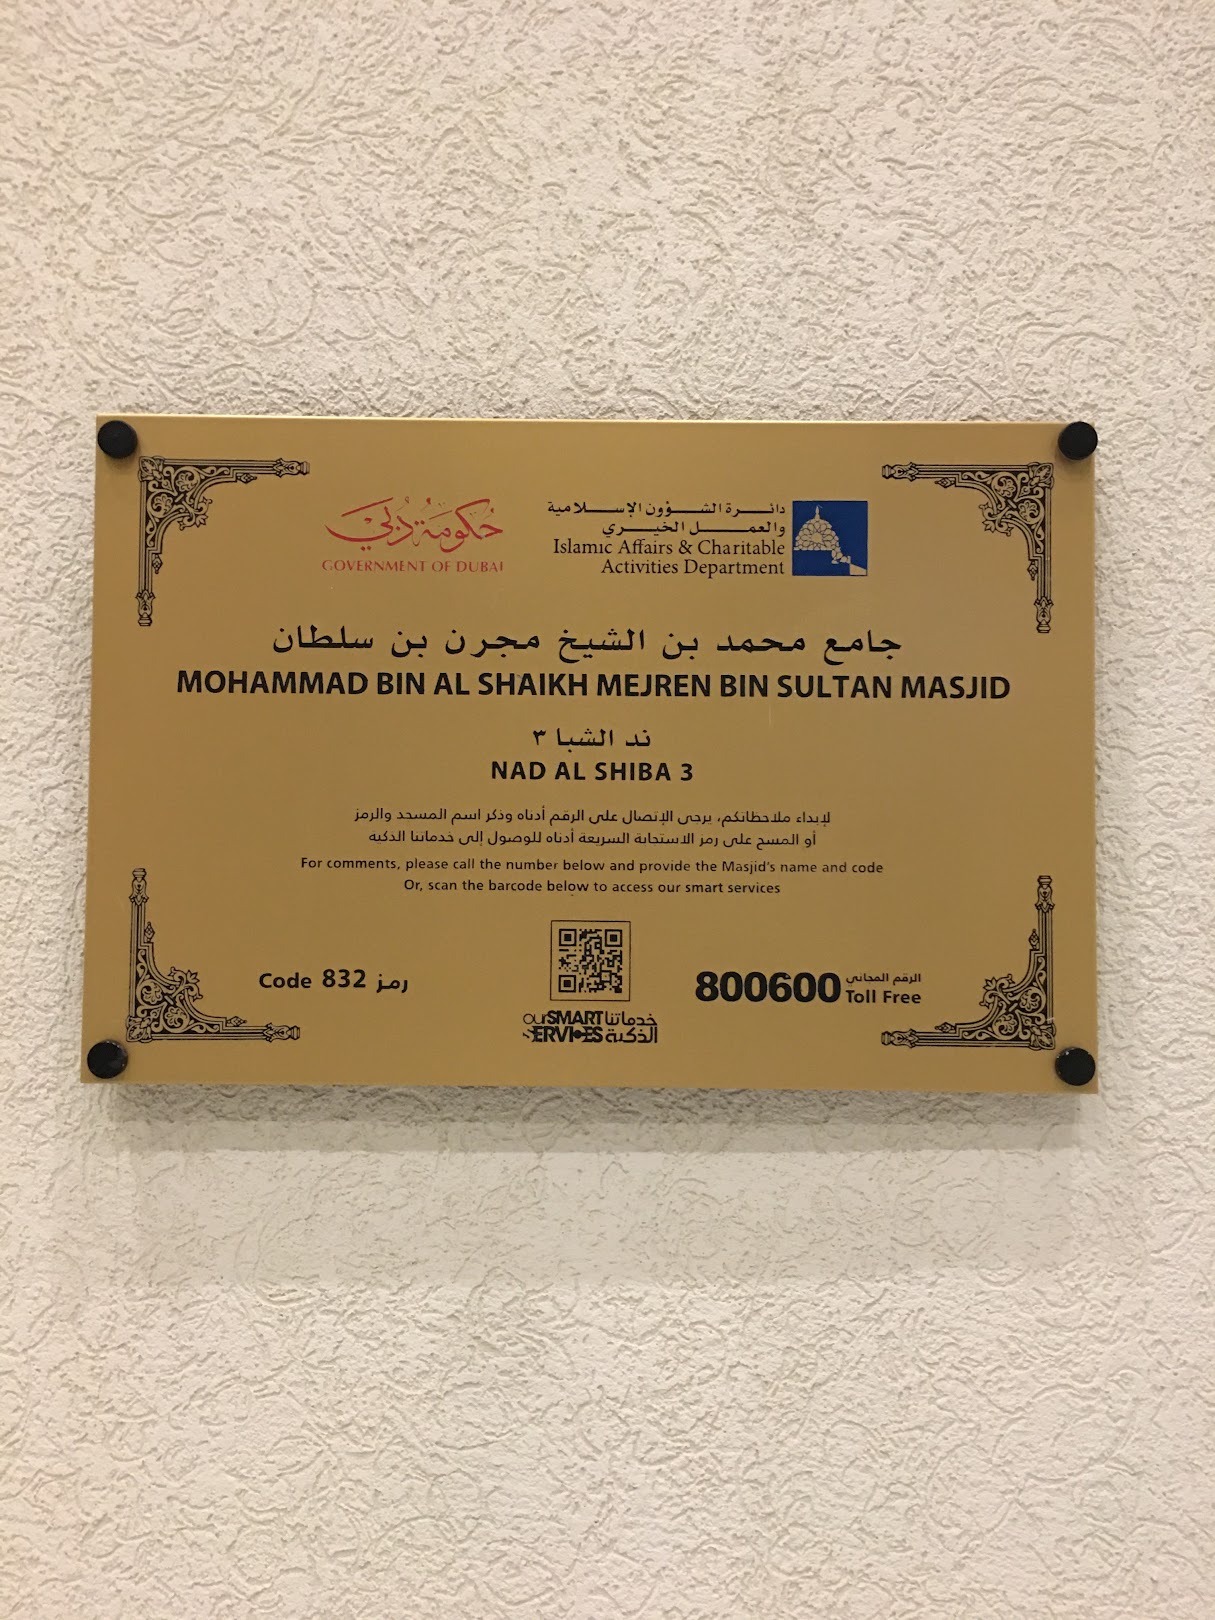 حكومة دبي
GOVERNMENT OF DUBAI
دائرة الشؤون الإسلامية
والعمل الخيري
Islamic Affairs & Charitable
Activities Department
جامع محمد بن الشيخ مجرن بن سلطان
MOHAMMAD BIN AL SHAIKH MEJREN BIN SULTAN MASJID
ند الشبا ٣
NAD AL SHIBA 3
لإبداء ملاحظاتكم، يرجى الإتصال على الرقم أدناه وذكر اسم المسجد والرمز
أو المسح على رمز الاستجابة السريعة أدناه للوصول إلى خدماتنا الذكية
For comments, please call the number below and provide the Masjid's name and code
Or, scan the barcode below to access our smart services
Code 832 رمز
800600 الرقم المجاني
Toll Free
our SMART خدماتنا
SERVICES الذكية